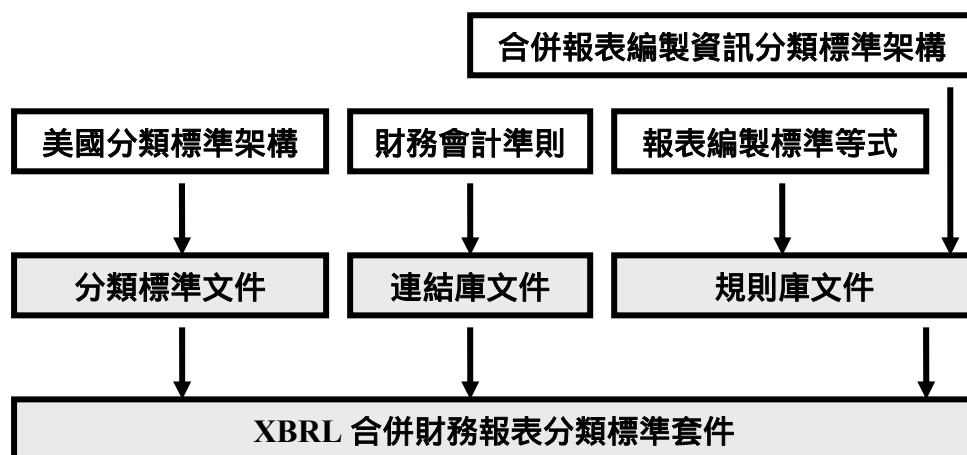 合併報表編製資訊分類標準架構
美國分類標準架構
財務會計準則
報表編製標準等式
分類標準文件
連結庫文件
規則庫文件
XBRL 合併財務報表分類標準套件